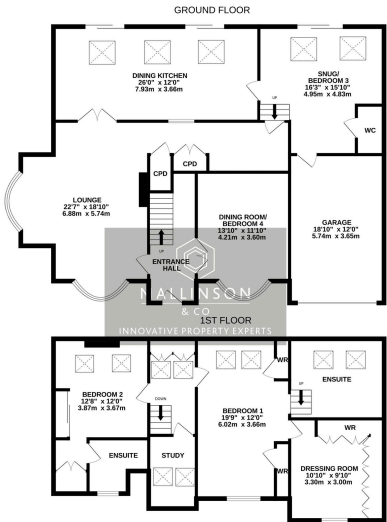 GROUND FLOOR
DINING KITCHEN
26'0" x 12'0"
7.93m x 3.66m
SNUG/
BEDROOM 3
16'3" x 15'10"
4.95m x 4.83m
UP
WC
CPD
CPD
LOUNGE
22'7" x 18'10"
6.88m x 5.74m
DINING ROOM/
BEDROOM 4
13'10" x 11'10"
4.21m x 3.60m
GARAGE
18'10" x 12'0"
5.74m x 3.65m
UP
ENTRANCE
HALL
MALLINSON
& CO
INNOVATIVE PROPERTY EXPERTS
1ST FLOOR
BEDROOM 2
12'8" x 12'0"
3.87m x 3.67m
WR
UP
ENSUITE
DOWN
BEDROOM 1
19'9" x 12'0"
6.02m x 3.66m
WR
ENSUITE
STUDY
WR
DRESSING ROOM
10'10" x 9'10"
3.30m x 3.00m